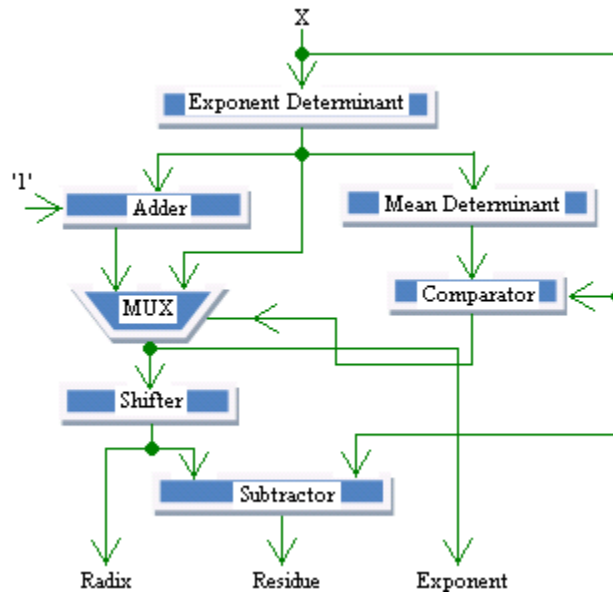 X
Exponent Determinant
'1'
Adder
Mean Determinant
MUX
Comparator
Shifter
Subtractor
Radix
Residue
Exponent